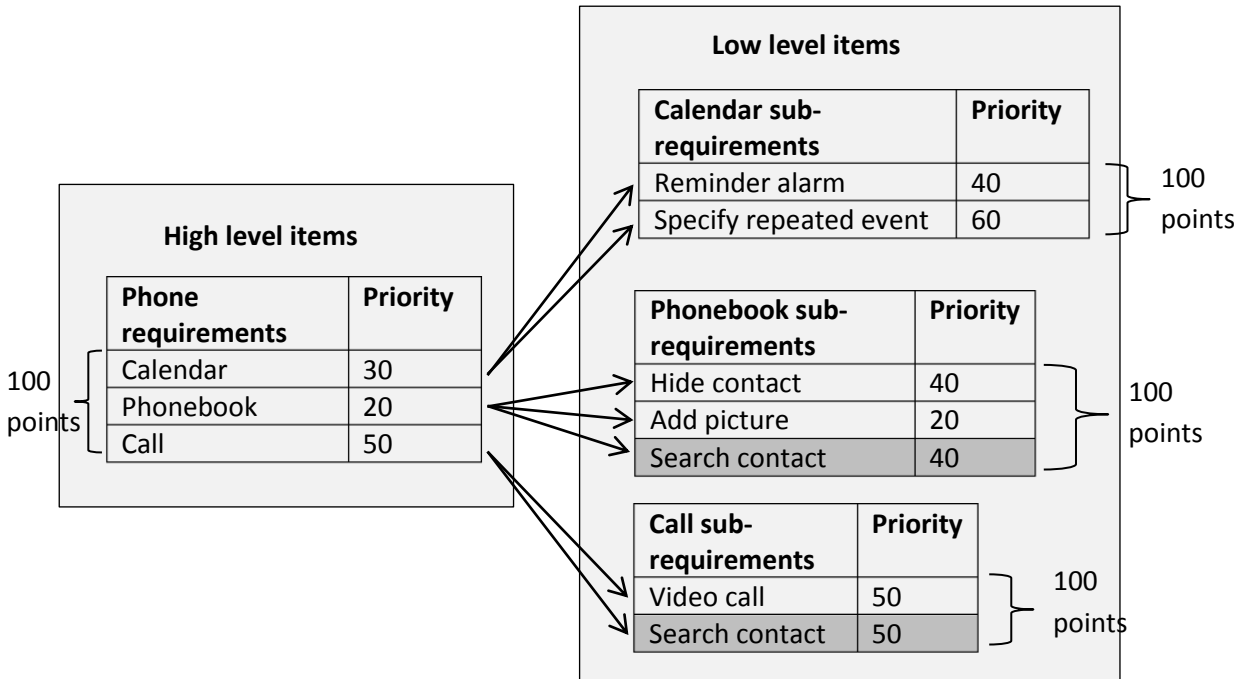 High level items
Phone requirements Priority
Calendar 30
Phonebook 20
Call 50
100 points
Low level items
Calendar sub-requirements Priority
Reminder alarm 40
Specify repeated event 60
100 points
Phonebook sub-requirements Priority
Hide contact 40
Add picture 20
Search contact 40
100 points
Call sub-requirements Priority
Video call 50
Search contact 50
100 points